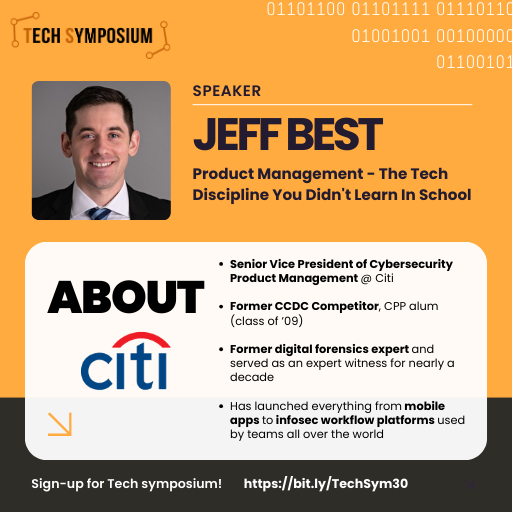 01101100 01101111 01110110
TECH SYMPOSIUM
01001001 00100000
01100101
SPEAKER
JEFF BEST
Product Management - The Tech
Discipline You Didn't Learn In School
ABOUT
citi
• Senior Vice President of Cybersecurity
Product Management @ Citi
• Former CCDC Competitor, CPP alum
(class of ‘09)
• Former digital forensics expert and
served as an expert witness for nearly a
decade
• Has launched everything from mobile
apps to infosec workflow platforms used
by teams all over the world
Sign-up for Tech symposium! https://bit.ly/TechSym30